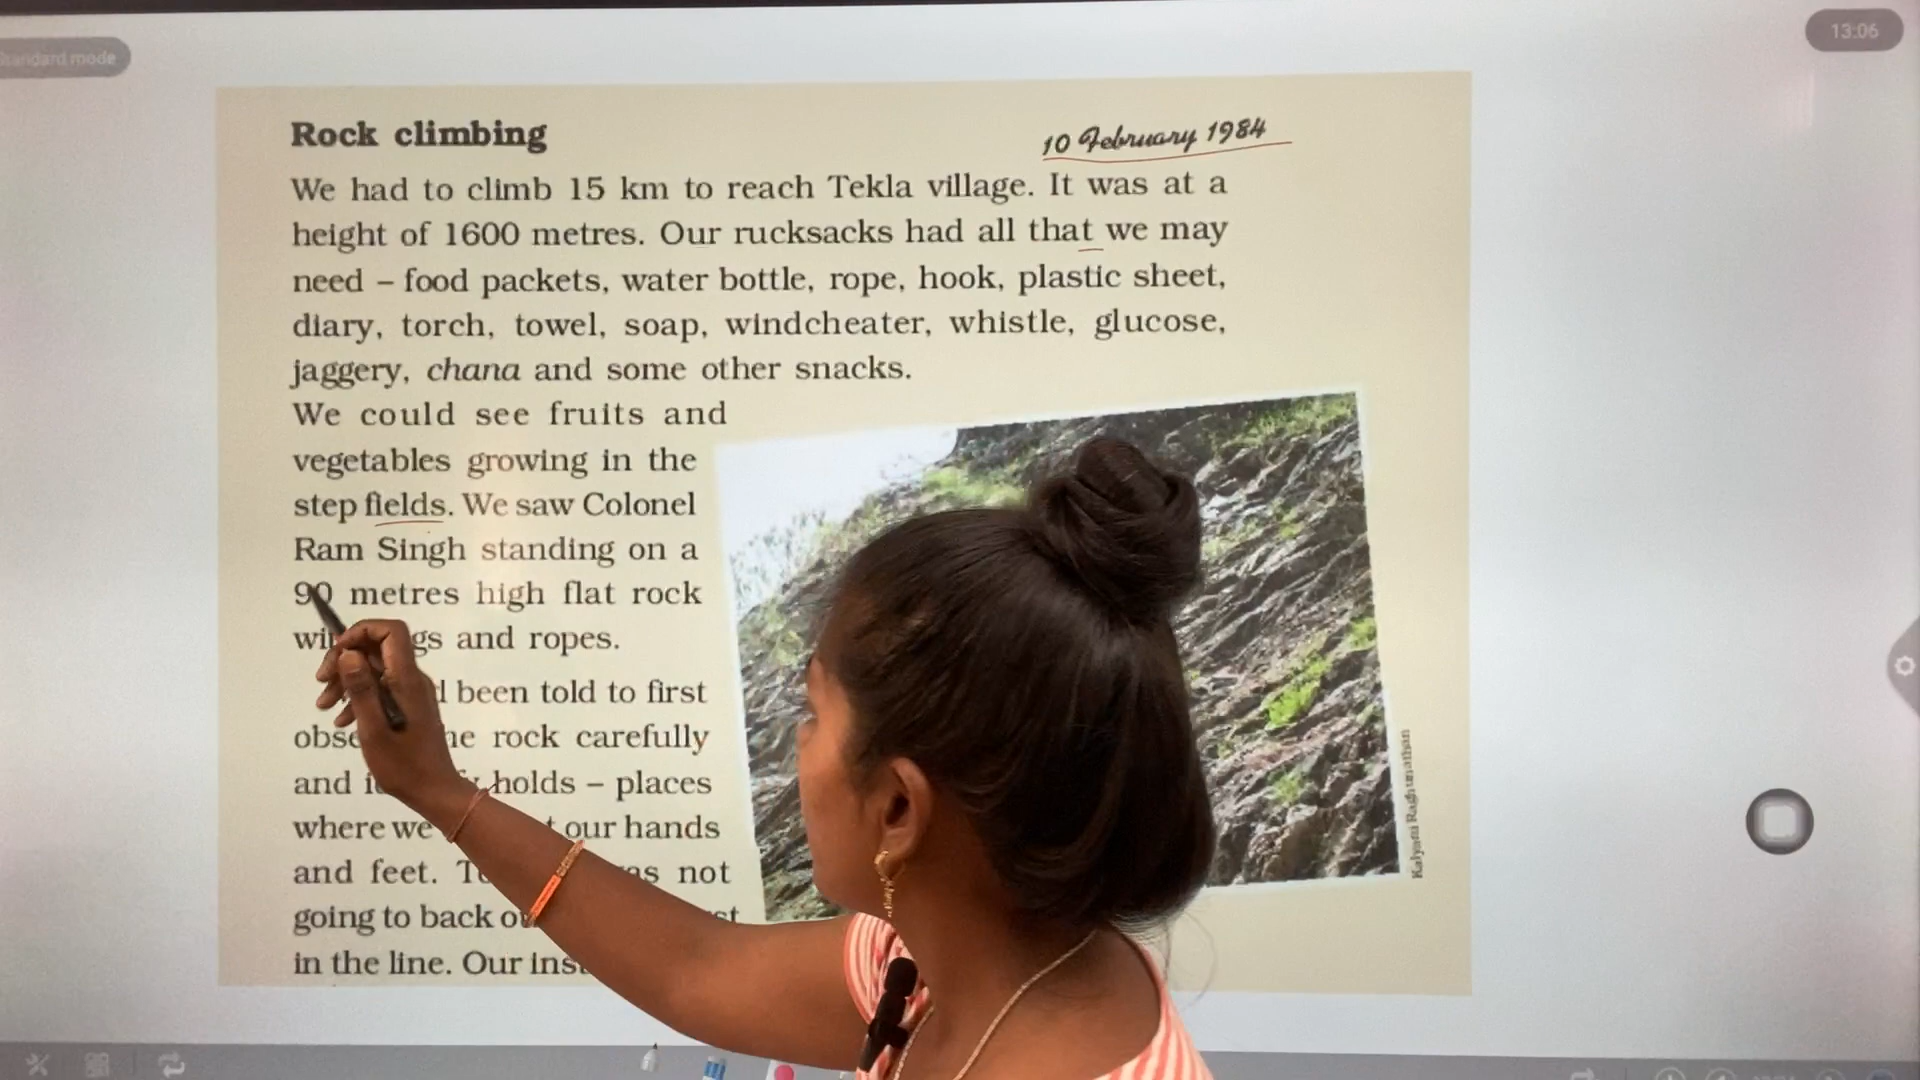 Standard mode
13:06
Rock climbing
10 February 1984
We had to climb 15 km to reach Tekla village. It was at a
height of 1600 metres. Our rucksacks had all that we may
need – food packets, water bottle, rope, hook, plastic sheet,
diary, torch, towel, soap, windcheater, whistle, glucose,
jaggery, chana and some other snacks.
We could see fruits and
vegetables growing in the
step fields. We saw Colonel
Ram Singh standing on a
90 metres high flat rock
and ropes.
been told to first
rock carefully
and holds – places
where we our hands
and feet. not
going to back
in the line. Our
Kalyani Raghunathan